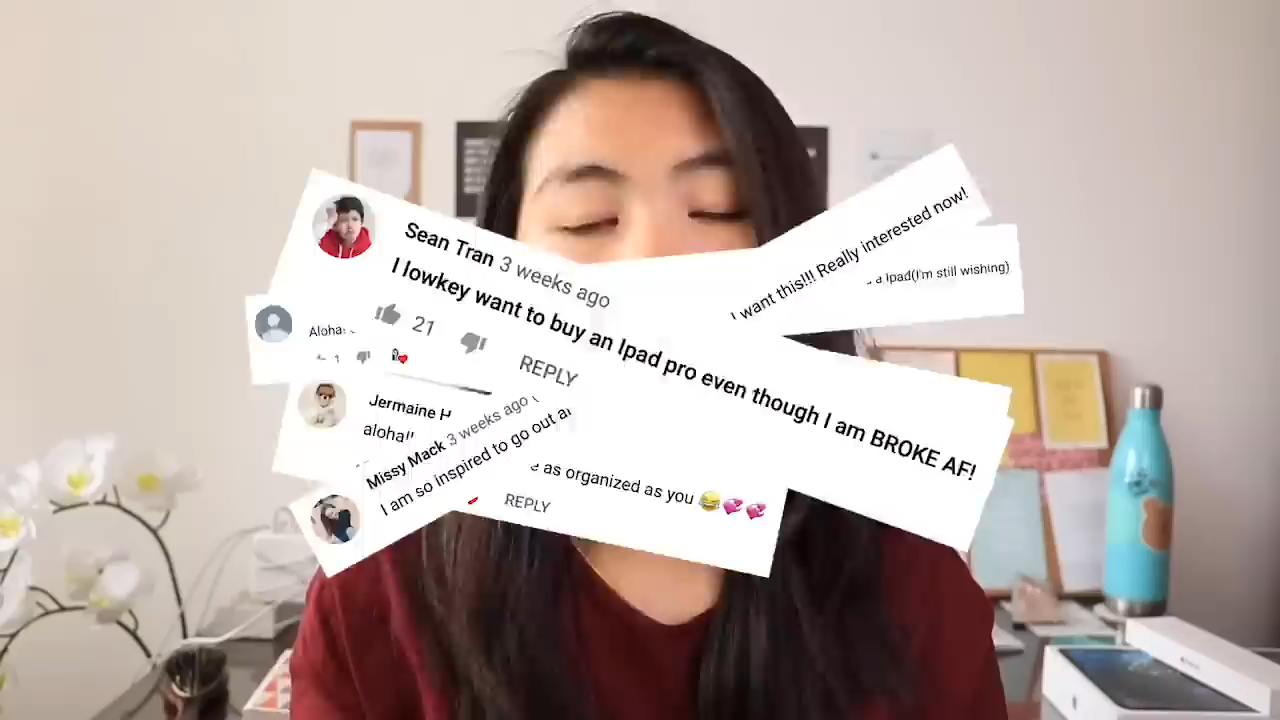 Sean Tran 3 weeks ago
I lowkey want to buy an Ipad pro even though I am BROKE AF!
21
REPLY
I want this!!! Really interested now!
a Ipad(I'm still wishing)
Aloha
1
Jermaine
aloha
Missy Mack 3 weeks ago
I am so inspired to go out
as organized as you 😂💞💞
REPLY